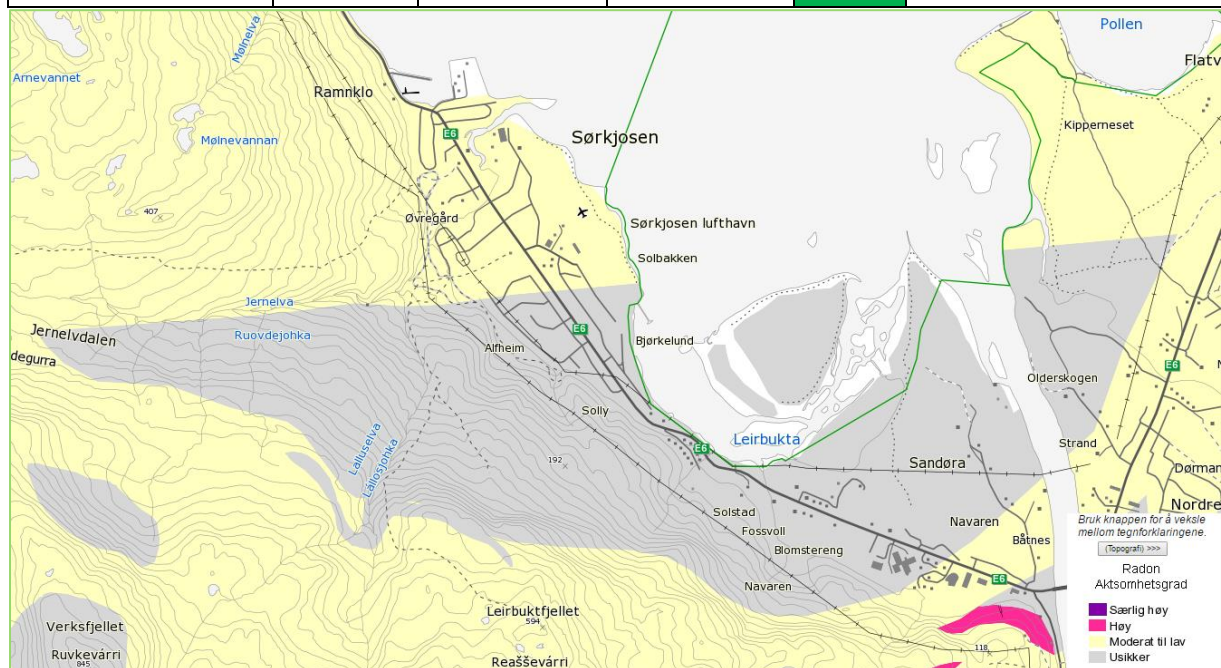 Pollen
Mølnelva
Flatv
Arnevannet
Ramnklo
E6
Kipperneset
Mølnevannan
Sørkjosen
407
Øvregård
Sørkjosen lufthavn
Solbakken
Jernelva
Jernelvdalen
Ruovdejohka
E6
Bjørkelund
degurra
Alfheim
E6
Olderskogen
Solly
Lálluselva
Lállosjohka
Leirbukta
E6
Strand
192
Sandøra
Dørman
Solstad
Nordre
Fossvoll
Navaren
Bruk knappen for å veksle
mellom tegnforklaringene.
Blomstereng
Båtnes
(Topografi) >>>
Navaren
E6
Radon
Aktsomhetsgrad
Leirbuktfjellet
594
Særlig høy
Verksfjellet
Høy
Ruvkevárri
845
118
Moderat til lav
Reašševárri
Usikker